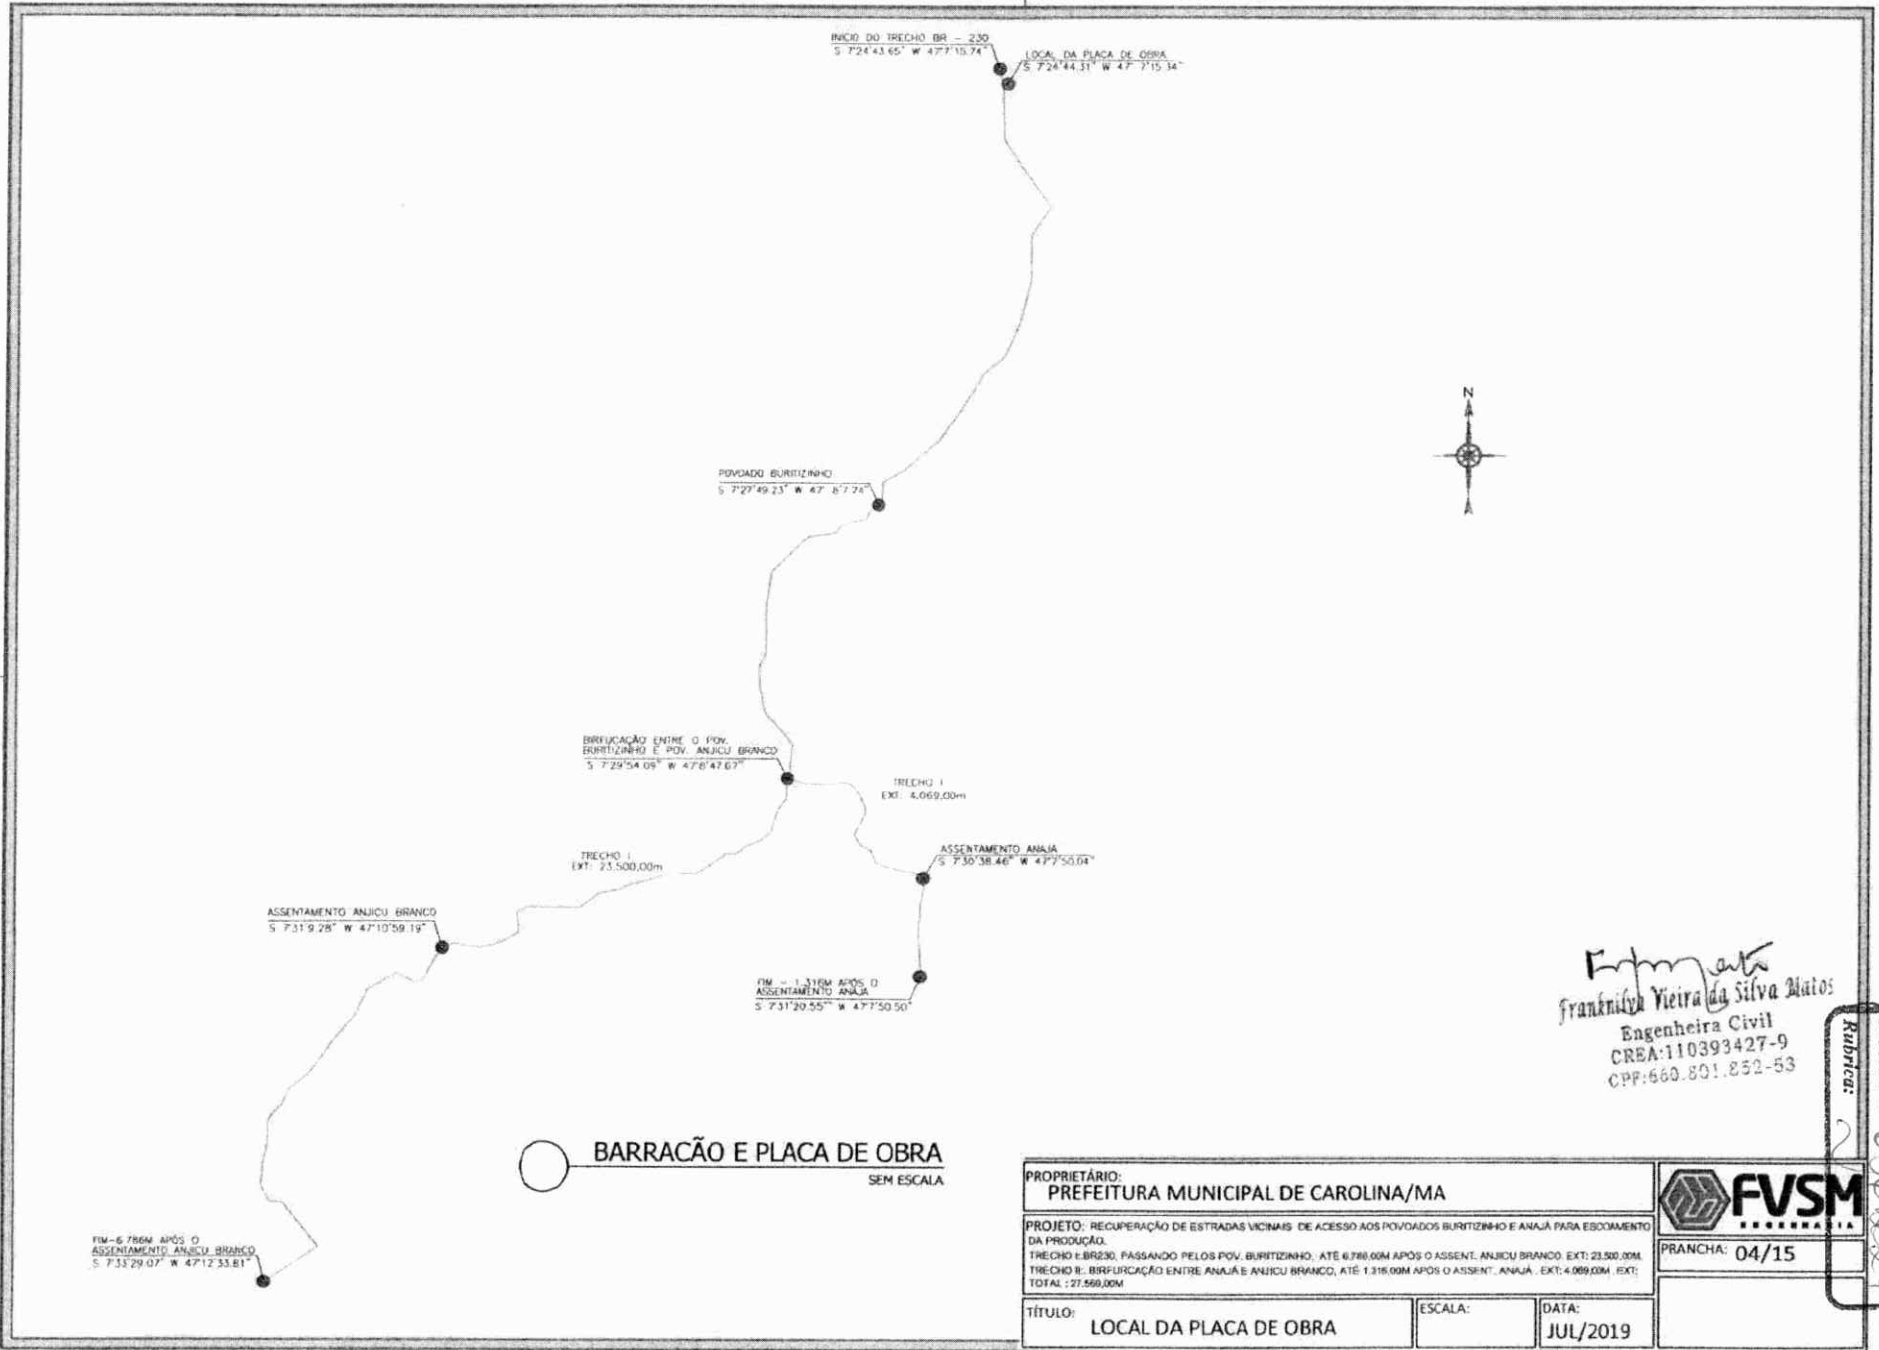 INICIO DO TRECHO BR - 230
S 7°24'43.65" W 47°7'15.74"
LOCAL DA PLACA DE OBRA
S 7°24'44.31" W 47° 7'15.34"
N
POVOADO BURITIZINHO
S 7°27'49.23" W 47° 8'7.74"
BIRFUCAÇÃO ENTRE O POV.
BURITIZINHO E POV. ANJICU BRANCO
S 7°29'54.09" W 47°8'47.67"
TRECHO I
EXT: 4.069,00m
TRECHO I
EXT: 23.500,00m
ASSENTAMENTO ANAJA
S 7°30'38.46" W 47°7'50.04"
ASSENTAMENTO ANJICU BRANCO
S 7°31'9.28" W 47°10'59.19"
FIM - 1.316M APÓS O
ASSENTAMENTO ANAJA
S 7°31'20.55"" W 47°7'50.50"
FIM-6.786M APÓS O
ASSENTAMENTO ANJICU BRANCO
S 7°33'29.07" W 47°12'33.81"
BARRACÃO E PLACA DE OBRA
SEM ESCALA
Franknilva Vieira da Silva Matos
Engenheira Civil
CREA:110393427-9
CPF:660.801.852-53
Rubrica:
PROPRIETÁRIO:
PREFEITURA MUNICIPAL DE CAROLINA/MA
PROJETO: RECUPERAÇÃO DE ESTRADAS VICINAIS DE ACESSO AOS POVOADOS BURITIZINHO E ANAJÁ PARA ESCOAMENTO
DA PRODUÇÃO.
TRECHO I: BR230, PASSANDO PELOS POV. BURITIZINHO, ATÉ 6.786,00M APÓS O ASSENT. ANJICU BRANCO. EXT: 23.500,00M.
TRECHO II:. BIRFURCAÇÃO ENTRE ANAJÁ E ANJICU BRANCO, ATÉ 1.316,00M APÓS O ASSENT. ANAJÁ . EXT: 4.069,00M . EXT:
TOTAL : 27.569,00M
TÍTULO:
LOCAL DA PLACA DE OBRA
ESCALA:
DATA:
JUL/2019
FVSM
ENGENHARIA
PRANCHA: 04/15